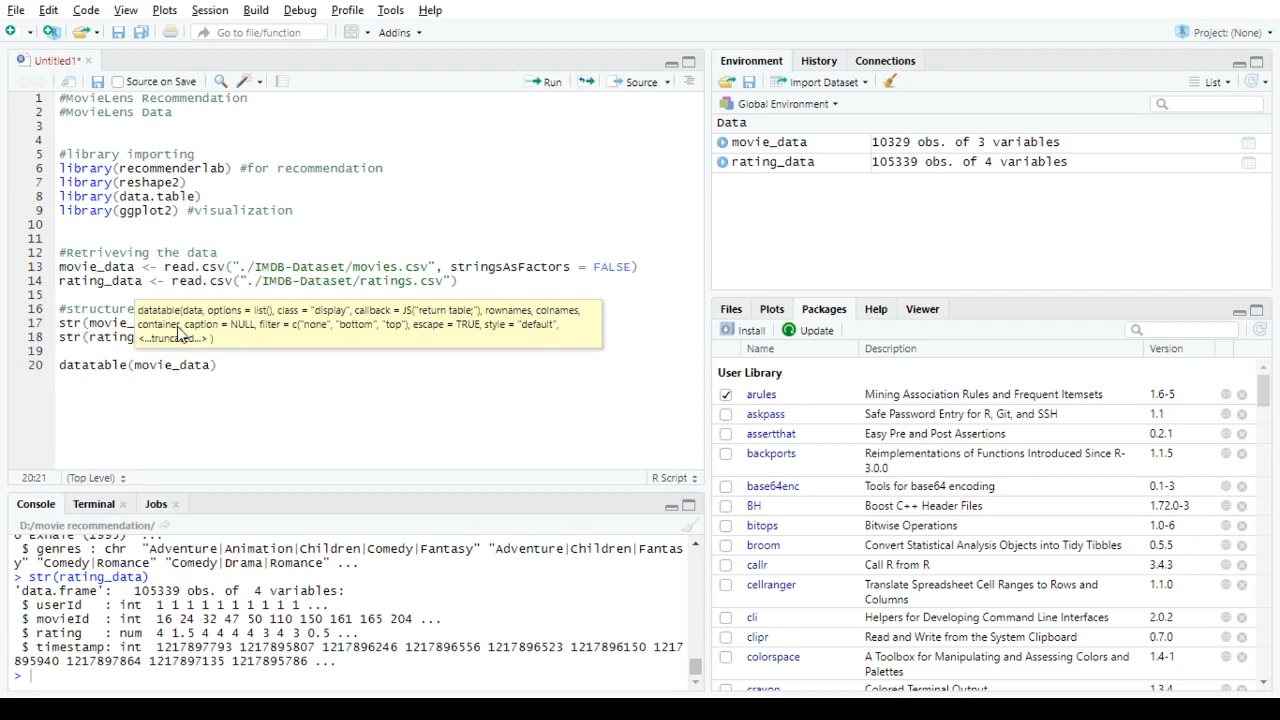 File Edit Code View Plots Session Build Debug Profile Tools Help
Go to file/function Addins Project: (None)
Untitled1*
Source on Save Run Source
1 #MovieLens Recommendation
2 #MovieLens Data
3
4
5 #library importing
6 library(recommenderlab) #for recommendation
7 library(reshape2)
8 library(data.table)
9 library(ggplot2) #visualization
10
11
12 #Retriveving the data
13 movie_data <- read.csv("./IMDB-Dataset/movies.csv", stringsAsFactors = FALSE)
14 rating_data <- read.csv("./IMDB-Dataset/ratings.csv")
15
16 #structure
17 str(movie_
18 str(rating
19
20 datatable(movie_data)
datatable(data, options = list(), class = "display", callback = JS("return table;"), rownames, colnames,
container, caption = NULL, filter = c("none", "bottom", "top"), escape = TRUE, style = "default",
<...truncated...> )
20:21 (Top Level) R Script
Console Terminal Jobs
D:/movie recommendation/
$ genres : chr "Adventure|Animation|Children|Comedy|Fantasy" "Adventure|Children|Fantas
y" "Comedy|Romance" "Comedy|Drama|Romance" ...
> str(rating_data)
'data.frame': 105339 obs. of 4 variables:
$ userId : int 1 1 1 1 1 1 1 1 1 1 ...
$ movieId : int 16 24 32 47 50 110 150 161 165 204 ...
$ rating : num 4 1.5 4 4 4 4 3 4 3 0.5 ...
$ timestamp: int 1217897793 1217895807 1217896246 1217896556 1217896523 1217896150 1217
895940 1217897864 1217897135 1217895786 ...
>
Environment History Connections
Import Dataset List
Global Environment
Data
movie_data 10329 obs. of 3 variables
rating_data 105339 obs. of 4 variables
Files Plots Packages Help Viewer
Install Update
Name Description Version
User Library
arules Mining Association Rules and Frequent Itemsets 1.6-5
askpass Safe Password Entry for R, Git, and SSH 1.1
assertthat Easy Pre and Post Assertions 0.2.1
backports Reimplementations of Functions Introduced Since R-
3.0.0 1.1.5
base64enc Tools for base64 encoding 0.1-3
BH Boost C++ Header Files 1.72.0-3
bitops Bitwise Operations 1.0-6
broom Convert Statistical Analysis Objects into Tidy Tibbles 0.5.5
callr Call R from R 3.4.3
cellranger Translate Spreadsheet Cell Ranges to Rows and
Columns 1.1.0
cli Helpers for Developing Command Line Interfaces 2.0.2
clipr Read and Write from the System Clipboard 0.7.0
colorspace A Toolbox for Manipulating and Assessing Colors and
Palettes 1.4-1
crayon Colored Terminal Output 1.3.4